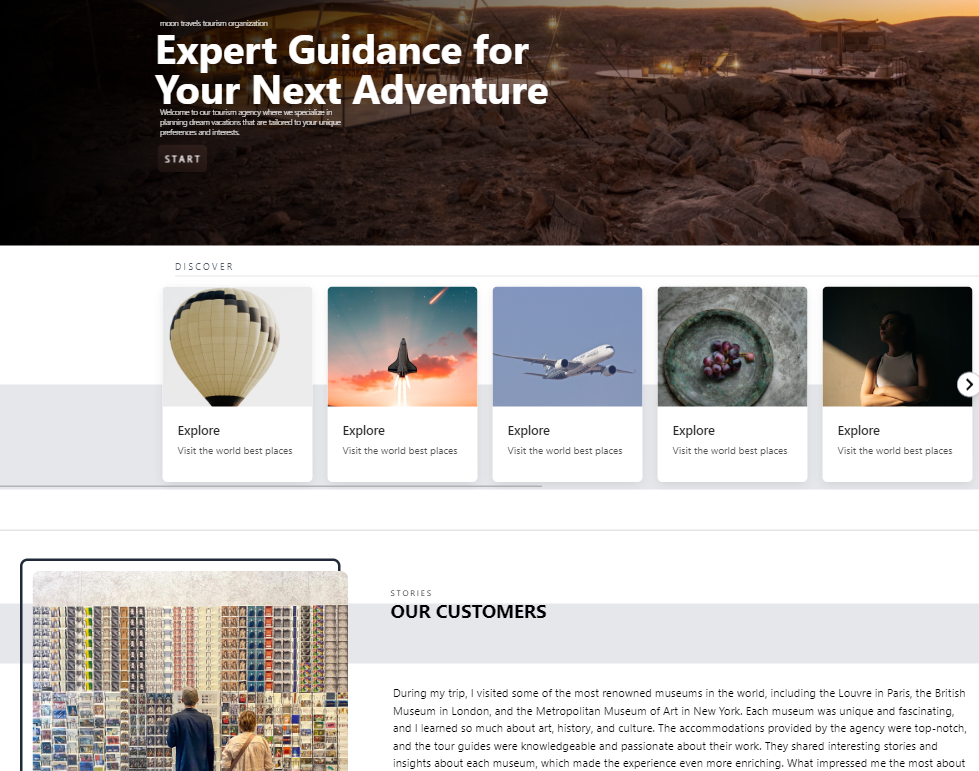 moon travels tourism organization
Expert Guidance for
Your Next Adventure
Welcome to our tourism agency where we specialize in
planning dream vacations that are tailored to your unique
preferences and interests.
START
DISCOVER
Explore
Visit the world best places
Explore
Visit the world best places
Explore
Visit the world best places
Explore
Visit the world best places
Explore
Visit the world best places
STORIES
OUR CUSTOMERS
During my trip, I visited some of the most renowned museums in the world, including the Louvre in Paris, the British
Museum in London, and the Metropolitan Museum of Art in New York. Each museum was unique and fascinating,
and I learned so much about art, history, and culture. The accommodations provided by the agency were top-notch,
and the tour guides were knowledgeable and passionate about their work. They shared interesting stories and
insights about each museum, which made the experience even more enriching. What impressed me the most about